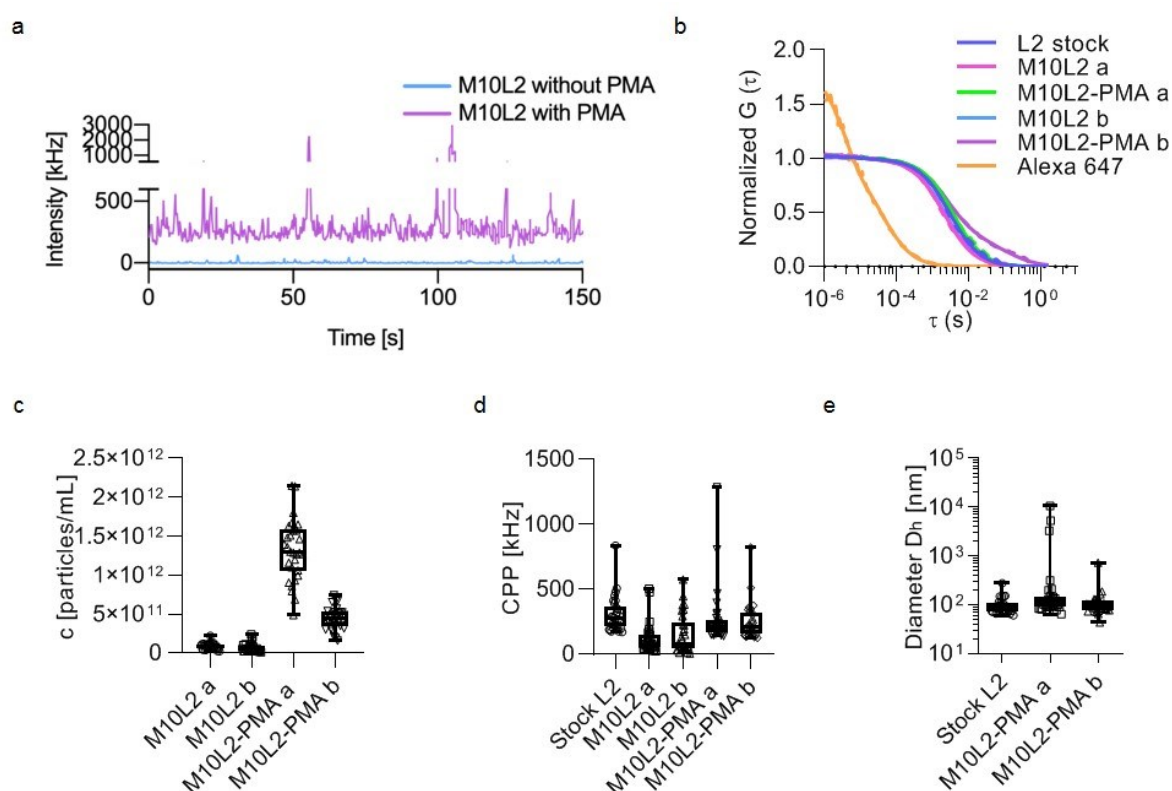 a
M10L2 without PMA
M10L2 with PMA
Intensity [kHz]
3000
2000
1000
500
0
0 50 100 150
Time [s]
b
L2 stock
M10L2 a
M10L2-PMA a
M10L2 b
M10L2-PMA b
Alexa 647
Normalized G (τ)
2.0
1.5
1.0
0.5
0.0
10⁻⁶ 10⁻⁴ 10⁻² 10⁰
τ (s)
c
c [particles/mL]
2.5×10¹²
2×10¹²
1.5×10¹²
1×10¹²
5×10¹¹
0
M10L2 a
M10L2 b
M10L2-PMA a
M10L2-PMA b
d
CPP [kHz]
1500
1000
500
0
Stock L2
M10L2 a
M10L2 b
M10L2-PMA a
M10L2-PMA b
e
Diameter Dh [nm]
10⁵
10⁴
10³
10²
10¹
Stock L2
M10L2-PMA a
M10L2-PMA b